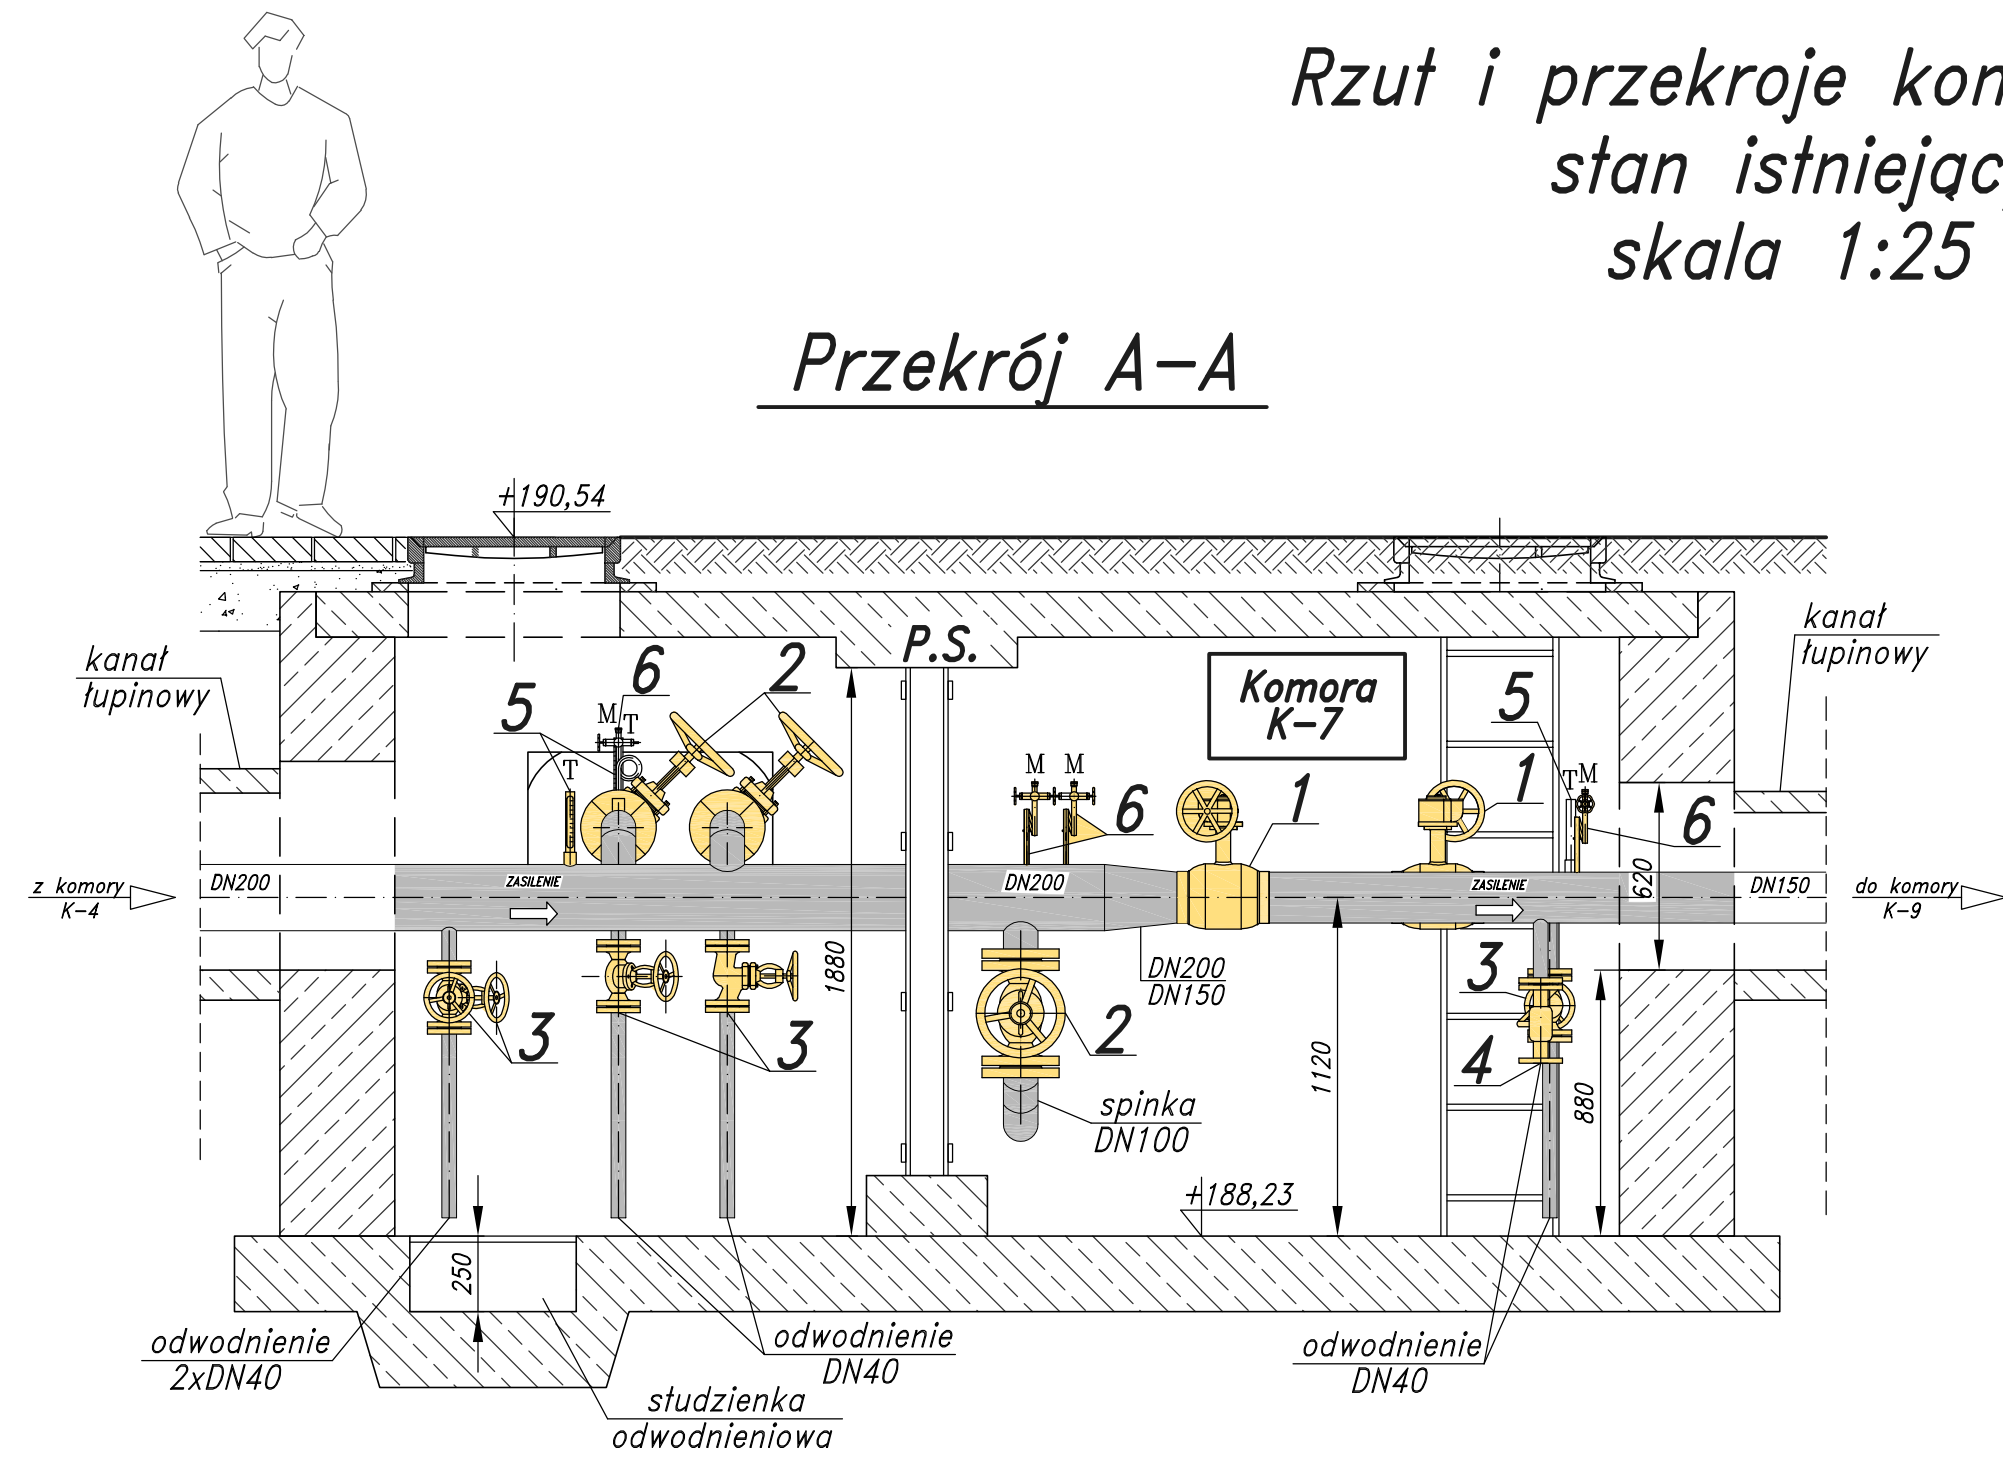 Rzut i przekroje
stan
skala 1:25
Przekrój A-A
+190,54
kanał
łupinowy
P.S.
Komora
K-7
kanał
łupinowy
5
6
2
M
T
T
M
M
6
1
1
5
T
M
6
z komory
K-4
DN200
ZASILENIE
DN200
ZASILENIE
DN150
do komory
K-9
620
1880
3
3
2
DN200
DN150
3
4
1120
880
spinka
DN100
+188,23
250
odwodnienie
2xDN40
odwodnienie
DN40
odwodnienie
DN40
studzienka
odwodnieniowa